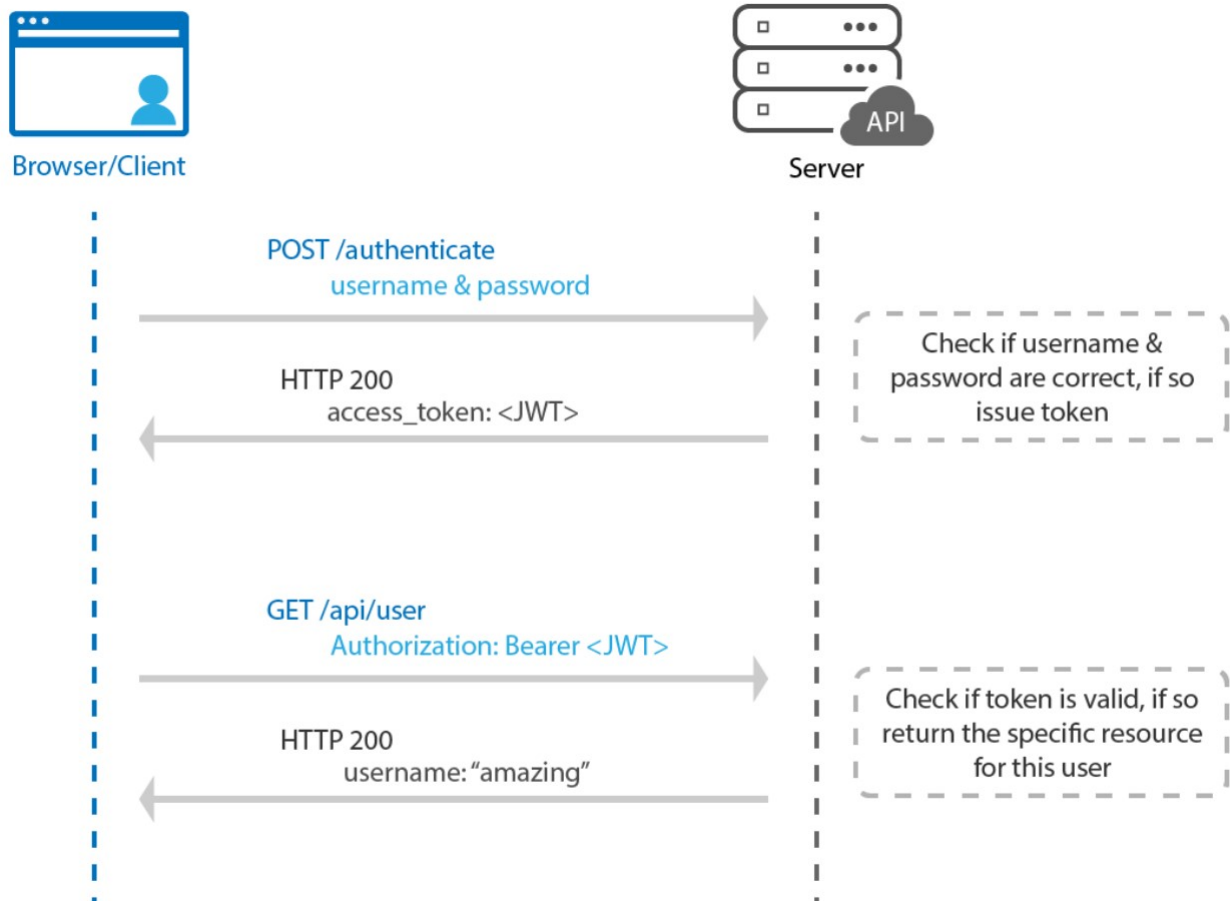 API
Browser/Client
Server
POST /authenticate
username & password
Check if username &
password are correct, if so
issue token
HTTP 200
access_token: <JWT>
GET /api/user
Authorization: Bearer <JWT>
Check if token is valid, if so
return the specific resource
for this user
HTTP 200
username: “amazing”